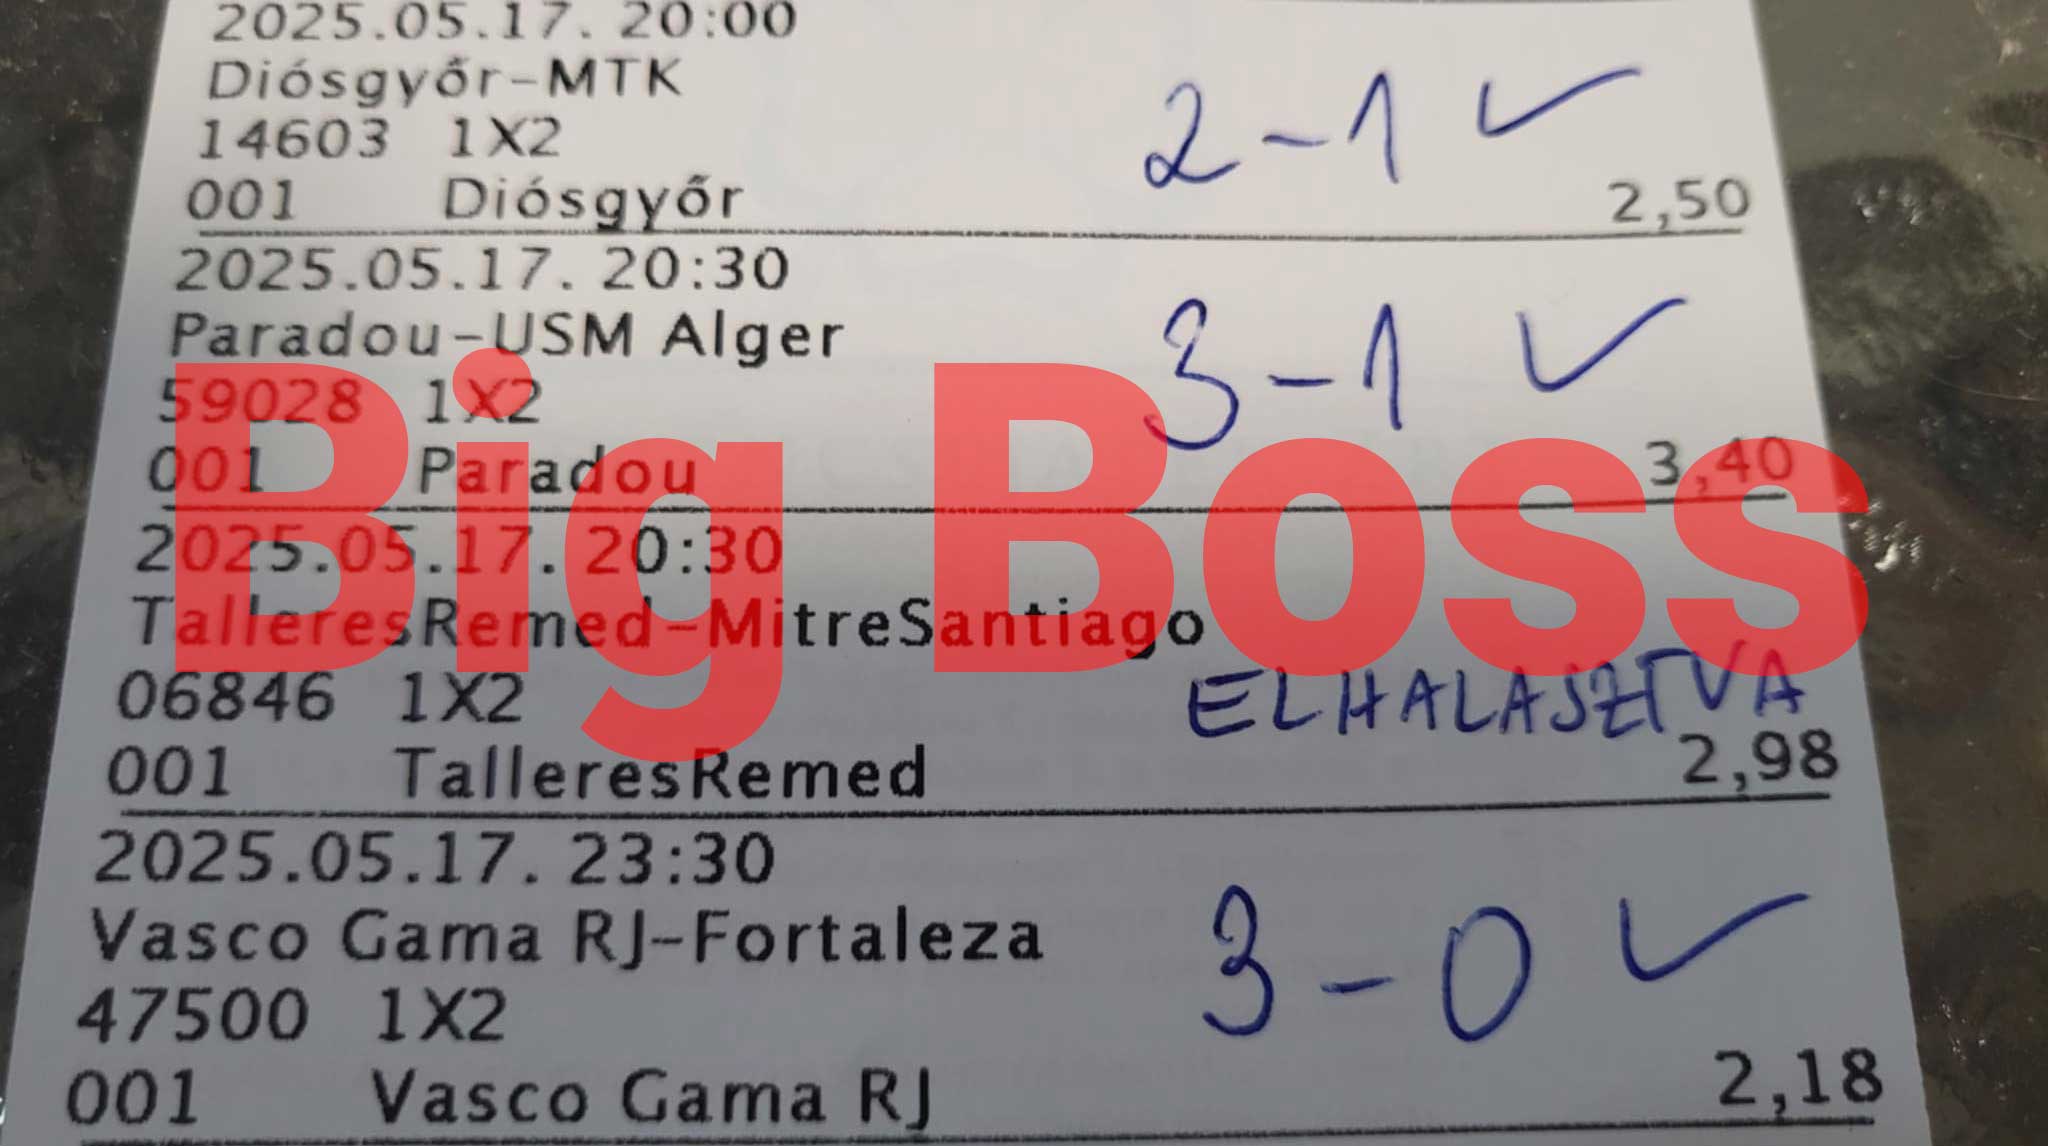 2025.05.17. 20:00
Diósgyőr-MTK
14603 1X2
2-1 ✓
001 Diósgyőr 2,50
2025.05.17. 20:30
Paradou-USM Alger
59028 1X2
3-1 ✓
001 Paradou 3,40
Big Boss
2025.05.17. 20:30
TalleresRemed-MitreSantiago
06846 1X2
ELHALASZTVA
001 TalleresRemed 2,98
2025.05.17. 23:30
Vasco Gama RJ-Fortaleza
47500 1X2
3-0 ✓
001 Vasco Gama RJ 2,18